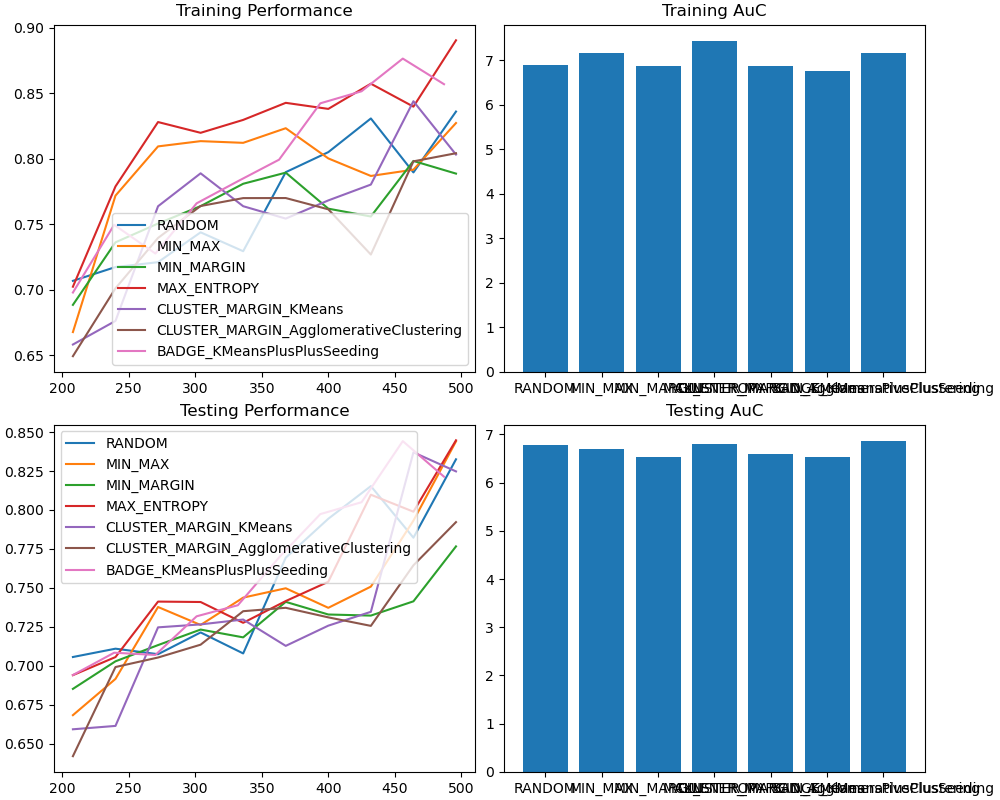 Training Performance
0.90
0.85
0.80
0.75
0.70
0.65
200 250 300 350 400 450 500
RANDOM
MIN_MAX
MIN_MARGIN
MAX_ENTROPY
CLUSTER_MARGIN_KMeans
CLUSTER_MARGIN_AgglomerativeClustering
BADGE_KMeansPlusPlusSeeding
Training AuC
7
6
5
4
3
2
1
0
RANDOM
Testing Performance
0.850
0.825
0.800
0.775
0.750
0.725
0.700
0.675
0.650
200 250 300 350 400 450 500
RANDOM
MIN_MAX
MIN_MARGIN
MAX_ENTROPY
CLUSTER_MARGIN_KMeans
CLUSTER_MARGIN_AgglomerativeClustering
BADGE_KMeansPlusPlusSeeding
Testing AuC
7
6
5
4
3
2
1
0
RANDOM